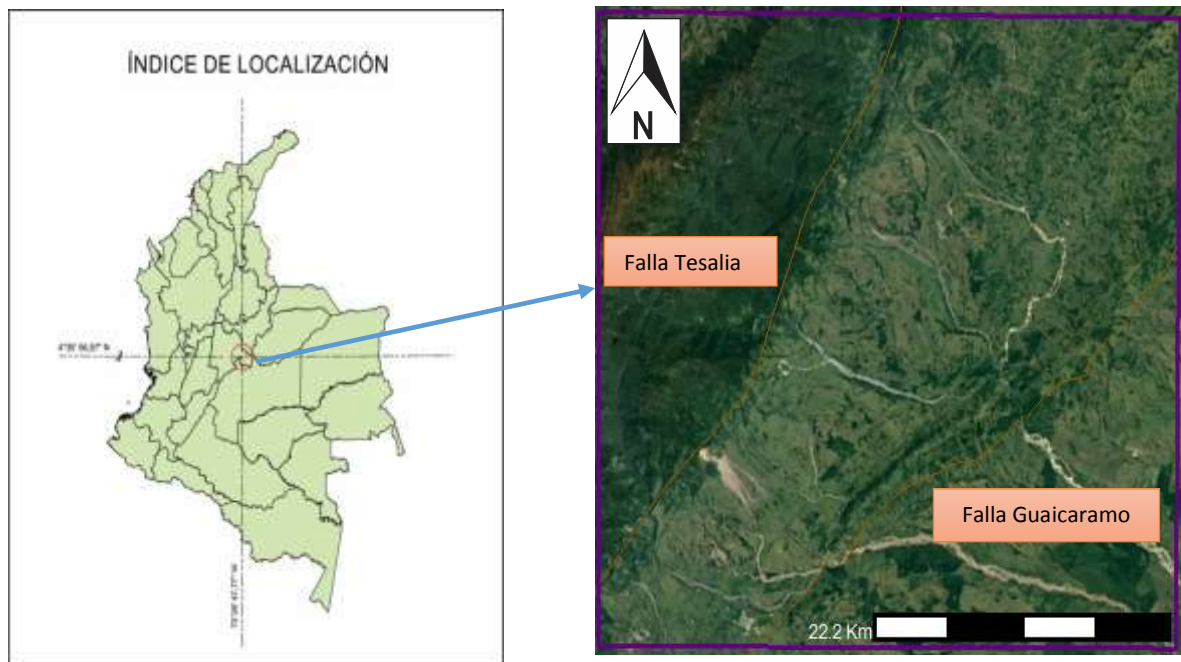 ÍNDICE DE LOCALIZACIÓN
N
Falla Tesalia
Falla Guaicaramo
22.2 Km